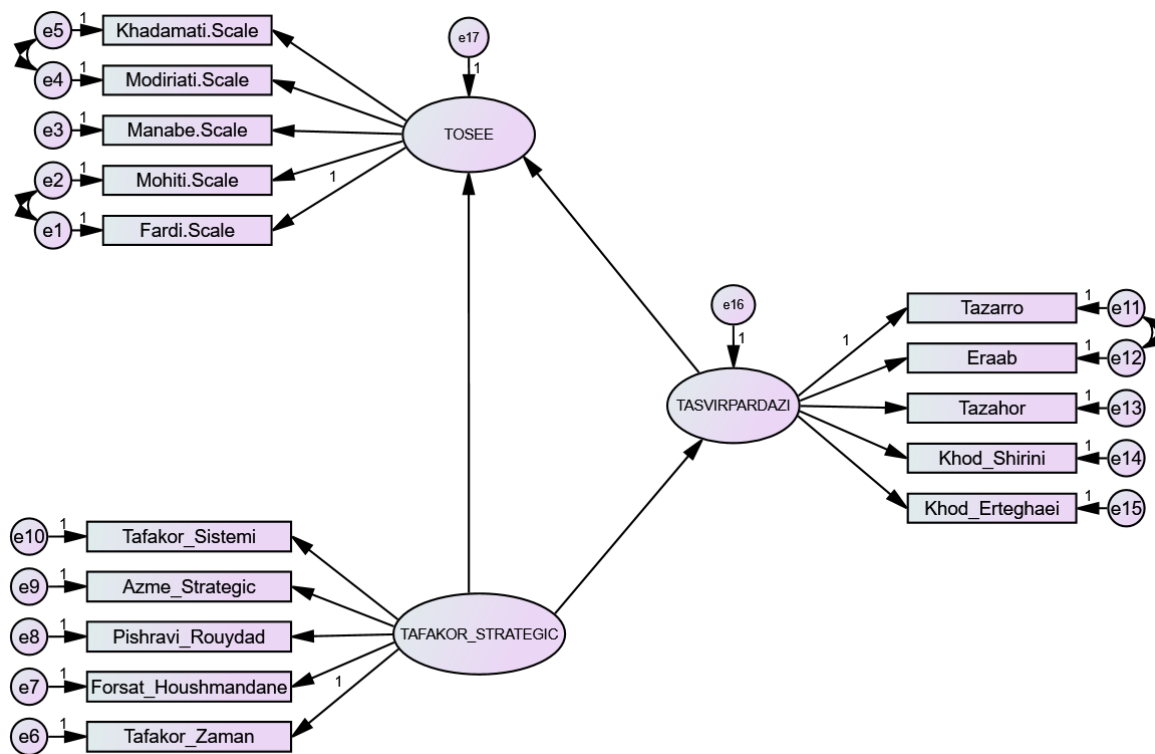 e5 1 Khadamati.Scale
e4 1 Modiriati.Scale
e3 1 Manabe.Scale
e2 1 Mohiti.Scale
e1 1 Fardi.Scale
1
e17
1
TOSEE
e16
1
TASVIRPARDAZI
1
Tazarro 1 e11
Eraab 1 e12
Tazahor 1 e13
Khod_Shirini 1 e14
Khod_Erteghaei 1 e15
e10 1 Tafakor_Sistemi
e9 1 Azme_Strategic
e8 1 Pishravi_Rouydad
e7 1 Forsat_Houshmandane
e6 1 Tafakor_Zaman
1
TAFAKOR_STRATEGIC